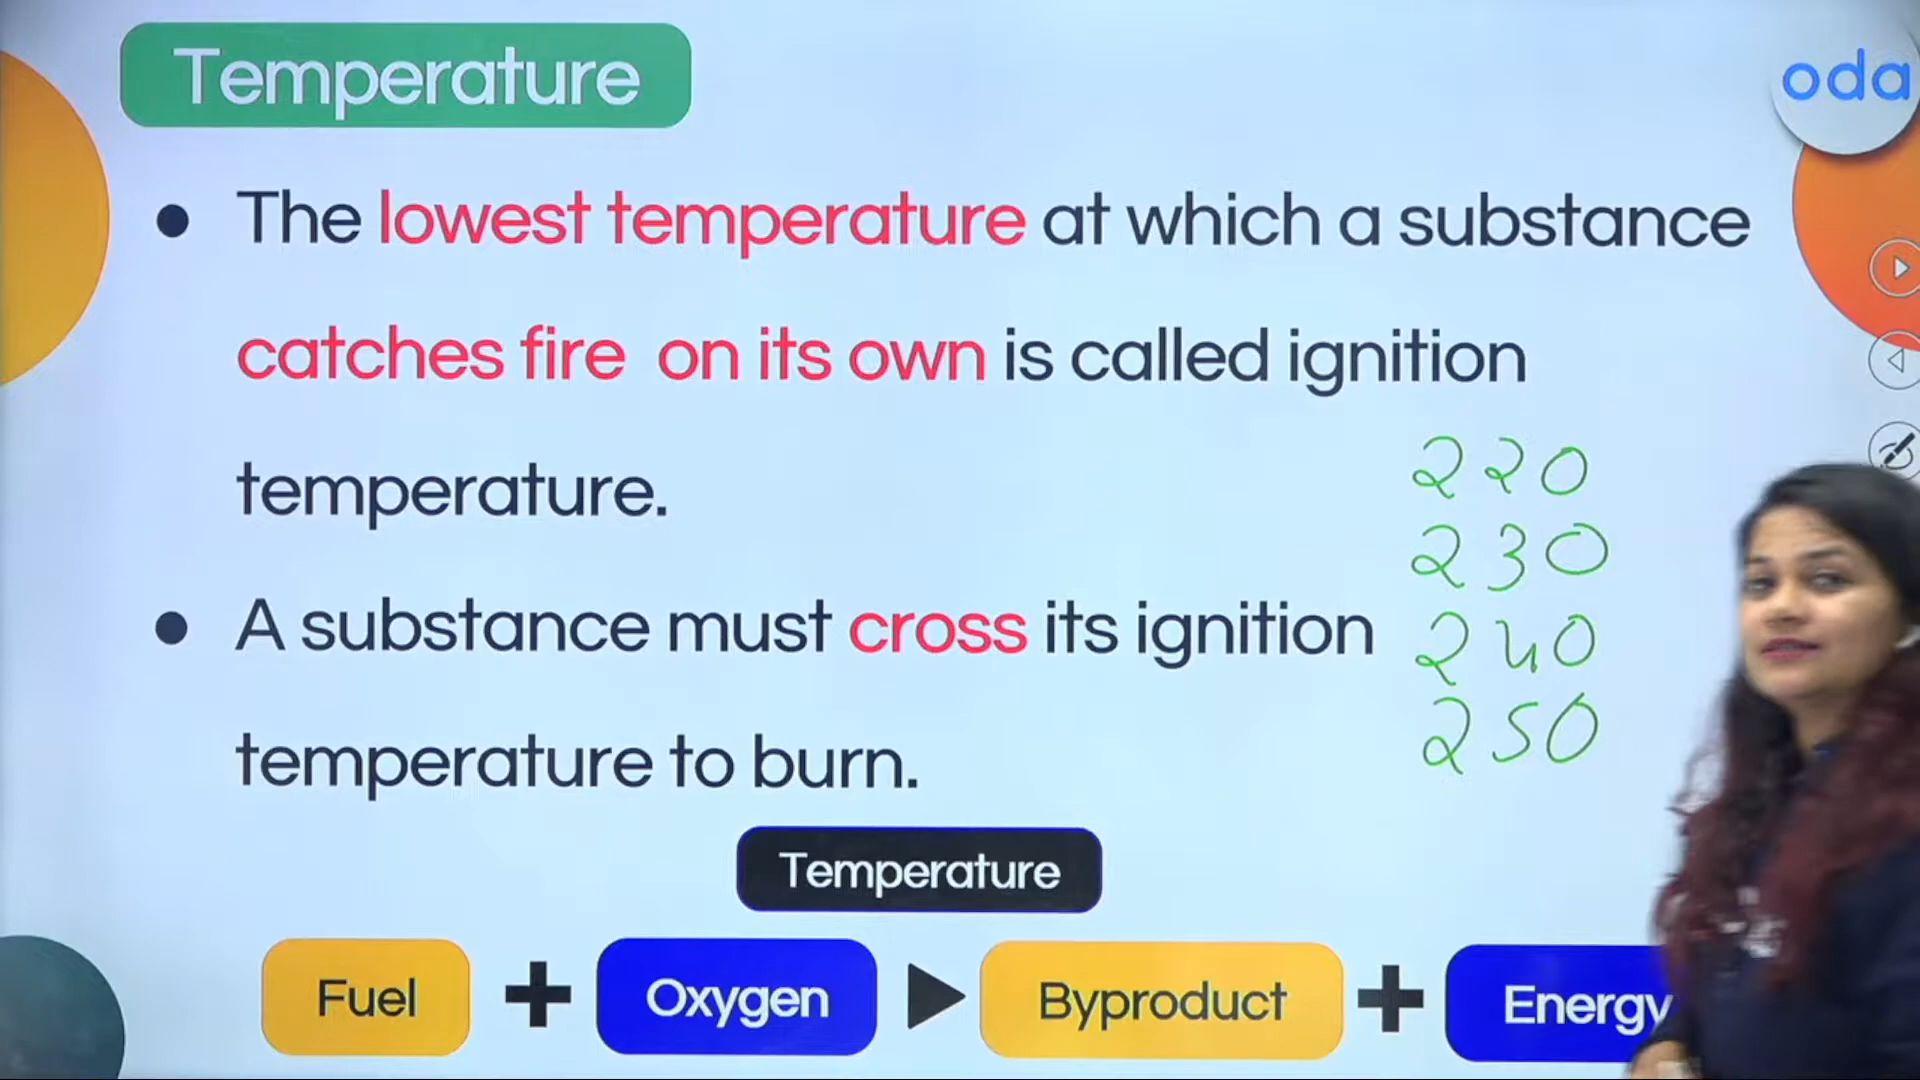 Temperature
oda
The lowest temperature at which a substance
catches fire on its own is called ignition
temperature.
220
230
A substance must cross its ignition
240
temperature to burn.
250
Temperature
Fuel + Oxygen Byproduct + Energy